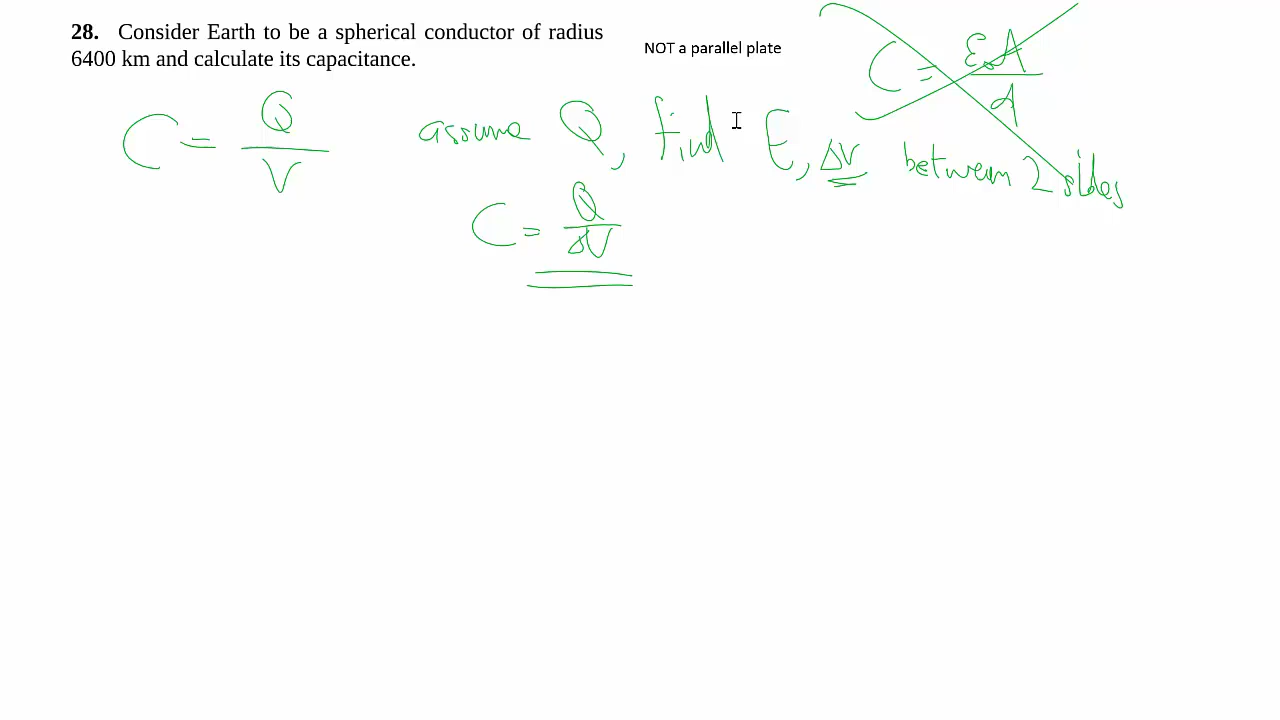 28. Consider Earth to be a spherical conductor of radius
6400 km and calculate its capacitance.
NOT a parallel plate
C = ε₀A / d
C = Q / V
assume Q, find E, ΔV between 2 sides
C = Q / ΔV